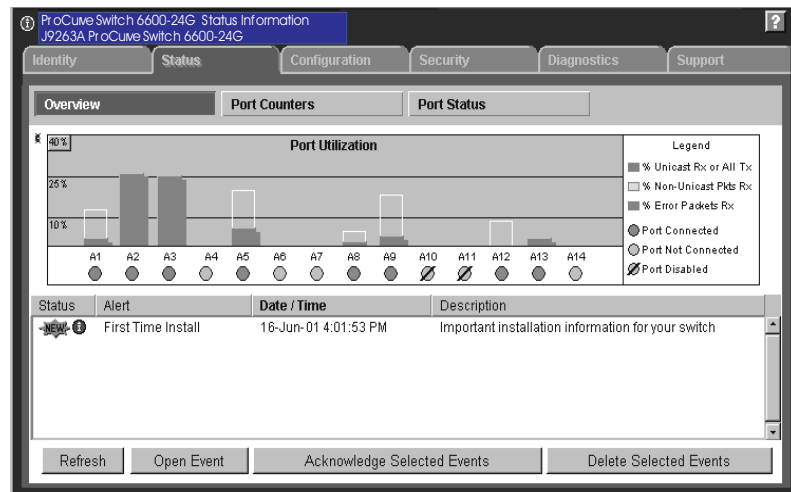 ProCurve Switch 6600-24G Status Information
J9263A ProCurve Switch 6600-24G
?
Identity Status Configuration Security Diagnostics Support
Overview Port Counters Port Status
40% Port Utilization
25%
10%
A1 A2 A3 A4 A5 A6 A7 A8 A9 A10 A11 A12 A13 A14
Legend
% Unicast Rx or All Tx
% Non-Unicast Pkts Rx
% Error Packets Rx
Port Connected
Port Not Connected
Port Disabled
Status Alert Date / Time Description
NEW! First Time Install 16-Jun-01 4:01:53 PM Important installation information for your switch
Refresh Open Event Acknowledge Selected Events Delete Selected Events